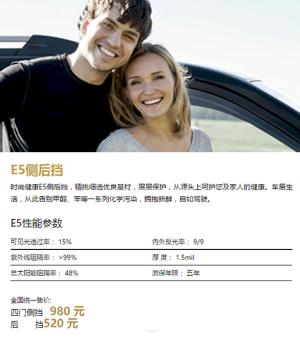 E5侧后挡
时尚健康E5侧后挡，精挑细选优良基材，层层保护，从源头上呵护您及家人的健康。车居生
活，从此告别甲醛、苯等一系列化学污染，拥抱新鲜，自如驾驶。
E5性能参数
可见光透过率： 15% 内外反光率： 9/9
紫外线阻隔率： >99% 厚 度： 1.5mil
总太阳能阻隔率： 48% 质保年限： 五年
全国统一售价:
四门侧挡 980 元
后 挡520 元